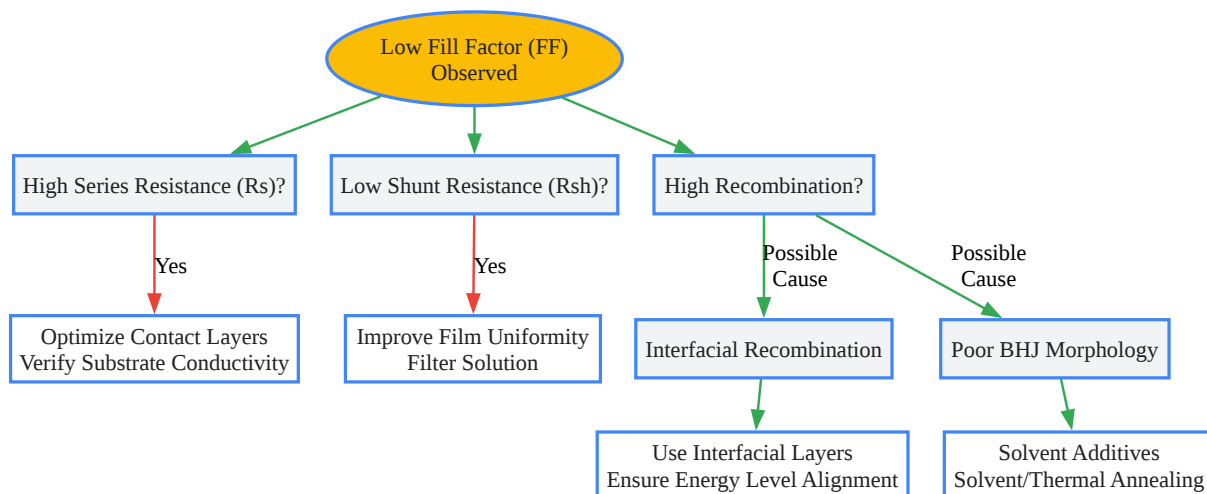 Low Fill Factor (FF)
Observed
High Series Resistance (Rs)?
Low Shunt Resistance (Rsh)?
High Recombination?
Yes
Yes
Possible
Cause
Possible
Cause
Optimize Contact Layers
Verify Substrate Conductivity
Improve Film Uniformity
Filter Solution
Interfacial Recombination
Poor BHJ Morphology
Use Interfacial Layers
Ensure Energy Level Alignment
Solvent Additives
Solvent/Thermal Annealing